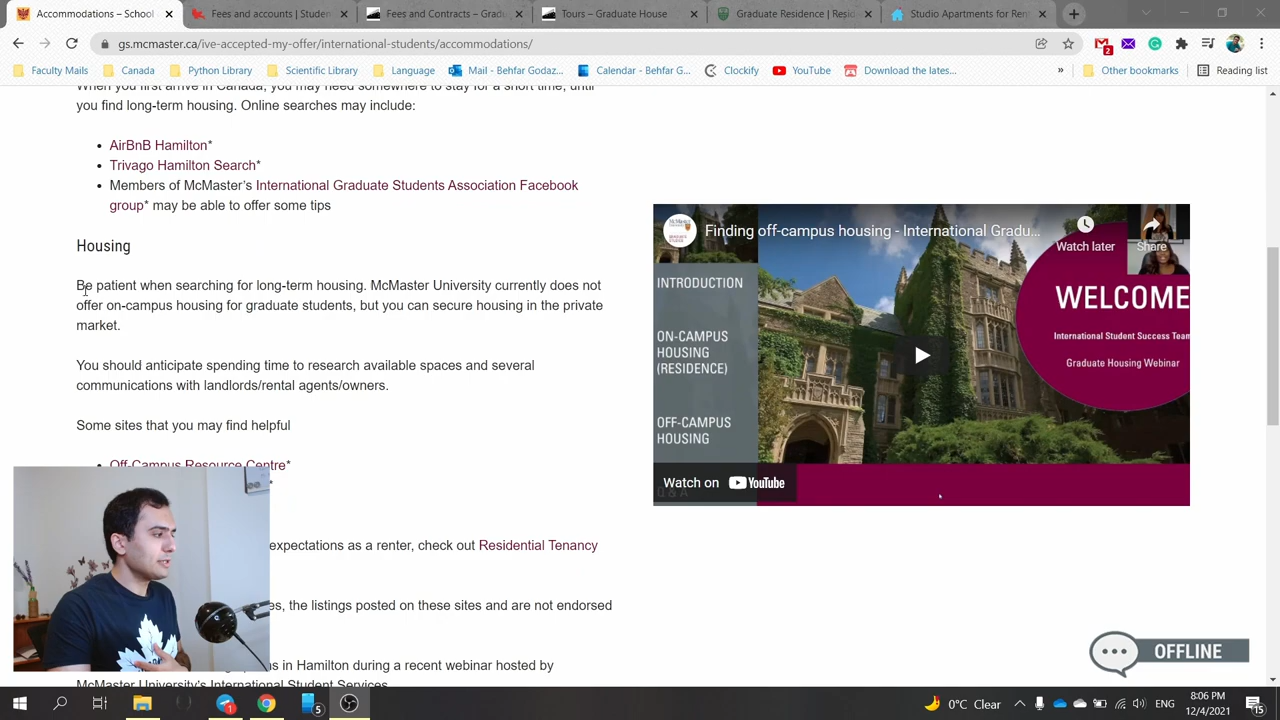 Accommodations - School
Fees and accounts | Student
Fees and Contracts – Graduate
Tours – Graduate House
Graduate Residence | Resid
Studio Apartments for Ren
gs.mcmaster.ca/ive-accepted-my-offer/international-students/accommodations/
2
Faculty Mails
Canada
Python Library
Scientific Library
Language
Mail - Behfar Godaz...
Calendar - Behfar G...
Clockify
YouTube
Download the lates...
»
Other bookmarks
Reading list
When you first arrive in Canada, you may need somewhere to stay for a short time, until
you find long-term housing. Online searches may include:
• AirBnB Hamilton*
• Trivago Hamilton Search*
• Members of McMaster's International Graduate Students Association Facebook
group* may be able to offer some tips
Housing
Be patient when searching for long-term housing. McMaster University currently does not
offer on-campus housing for graduate students, but you can secure housing in the private
market.
You should anticipate spending time to research available spaces and several
communications with landlords/rental agents/owners.
Some sites that you may find helpful
• Off-Campus Resource Centre*
*
expectations as a renter, check out Residential Tenancy
es, the listings posted on these sites and are not endorsed
in Hamilton during a recent webinar hosted by
McMaster University's International Student Services
Finding off-campus housing - International Gradu...
Watch later
Share
INTRODUCTION
ON-CAMPUS
HOUSING
(RESIDENCE)
OFF-CAMPUS
HOUSING
Q & A
WELCOME
International Student Success Team
Graduate Housing Webinar
Watch on YouTube
OFFLINE
1
5
0°C Clear
ENG
8:06 PM
12/4/2021
15